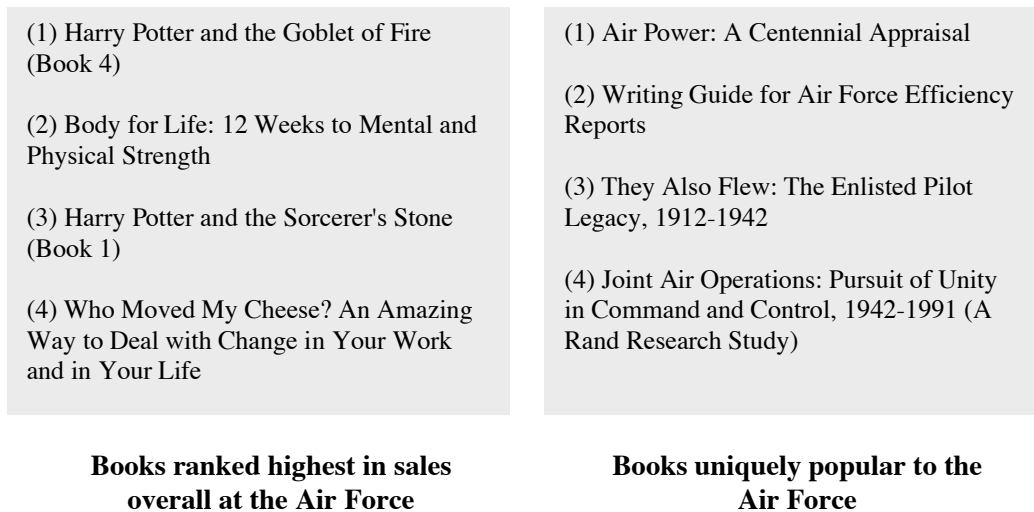 (1) Harry Potter and the Goblet of Fire
(Book 4)
(2) Body for Life: 12 Weeks to Mental and
Physical Strength
(3) Harry Potter and the Sorcerer's Stone
(Book 1)
(4) Who Moved My Cheese? An Amazing
Way to Deal with Change in Your Work
and in Your Life
Books ranked highest in sales
overall at the Air Force
(1) Air Power: A Centennial Appraisal
(2) Writing Guide for Air Force Efficiency
Reports
(3) They Also Flew: The Enlisted Pilot
Legacy, 1912-1942
(4) Joint Air Operations: Pursuit of Unity
in Command and Control, 1942-1991 (A
Rand Research Study)
Books uniquely popular to the
Air Force